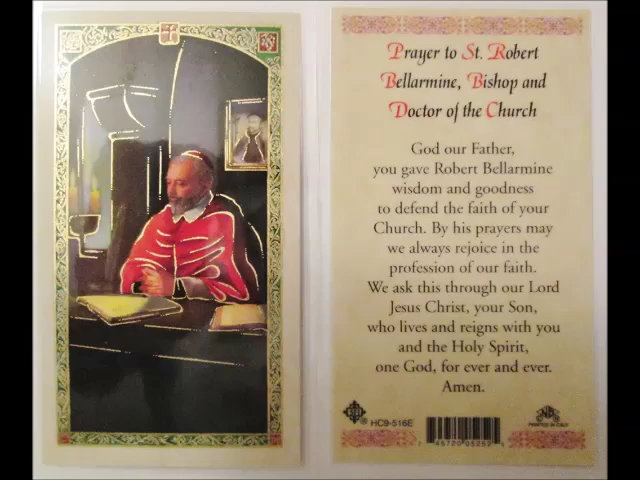 Prayer to St. Robert
Bellarmine, Bishop and
Doctor of the Church
God our Father,
you gave Robert Bellarmine
wisdom and goodness
to defend the faith of your
Church. By his prayers may
we always rejoice in the
profession of our faith.
We ask this through our Lord
Jesus Christ, your Son,
who lives and reigns with you
and the Holy Spirit,
one God, for ever and ever.
Amen.
® HC9-516E
PRINTED IN ITALY